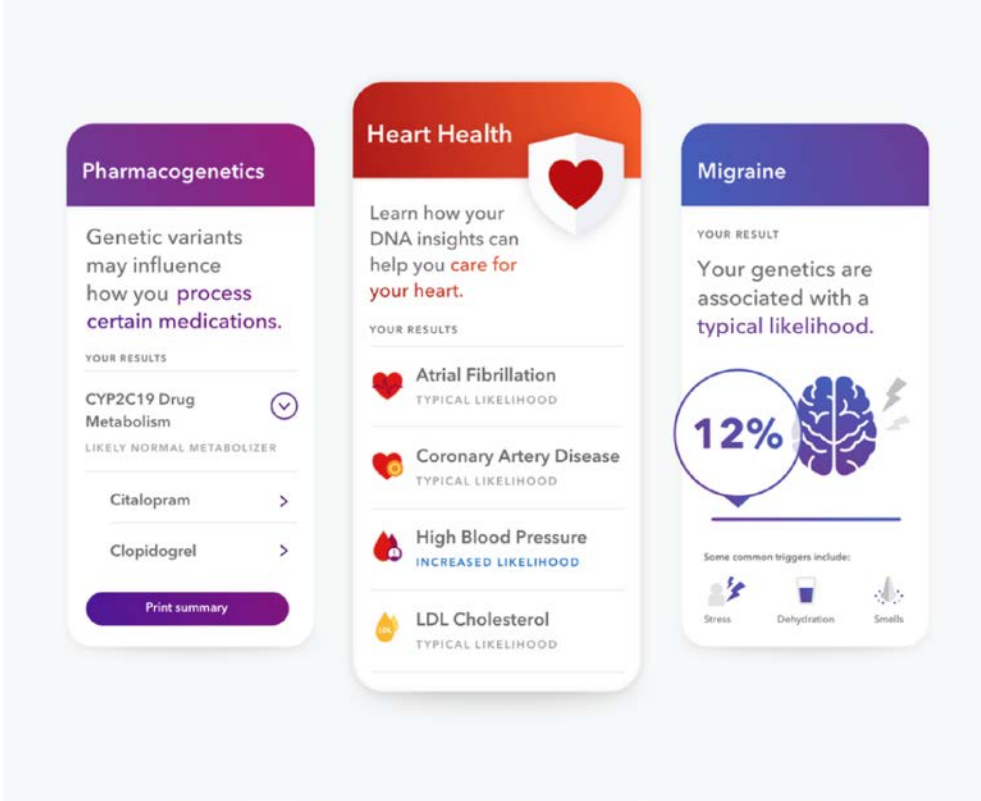 Pharmacogenetics
Genetic variants
may influence
how you process
certain medications.
YOUR RESULTS
CYP2C19 Drug
Metabolism
LIKELY NORMAL METABOLIZER
Citalopram
Clopidogrel
Print summary
Heart Health
Learn how your
DNA insights can
help you care for
your heart.
YOUR RESULTS
Atrial Fibrillation
TYPICAL LIKELIHOOD
Coronary Artery Disease
TYPICAL LIKELIHOOD
High Blood Pressure
INCREASED LIKELIHOOD
LDL
LDL Cholesterol
TYPICAL LIKELIHOOD
Migraine
YOUR RESULT
Your genetics are
associated with a
typical likelihood.
12%
Some common triggers include:
Stress Dehydration Smells